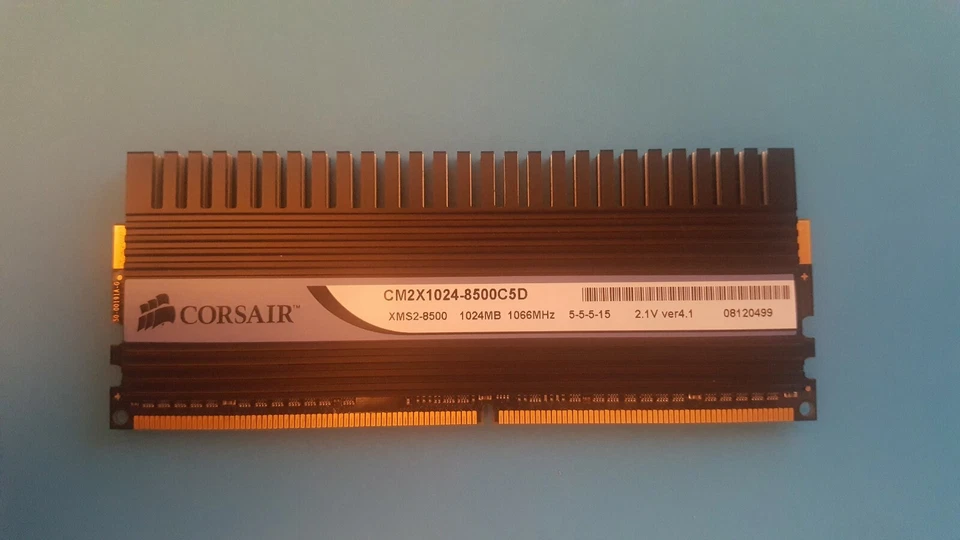 CORSAIR™
CM2X1024-8500C5D
XMS2-8500 1024MB 1066MHz 5-5-5-15 2.1V ver4.1 08120499